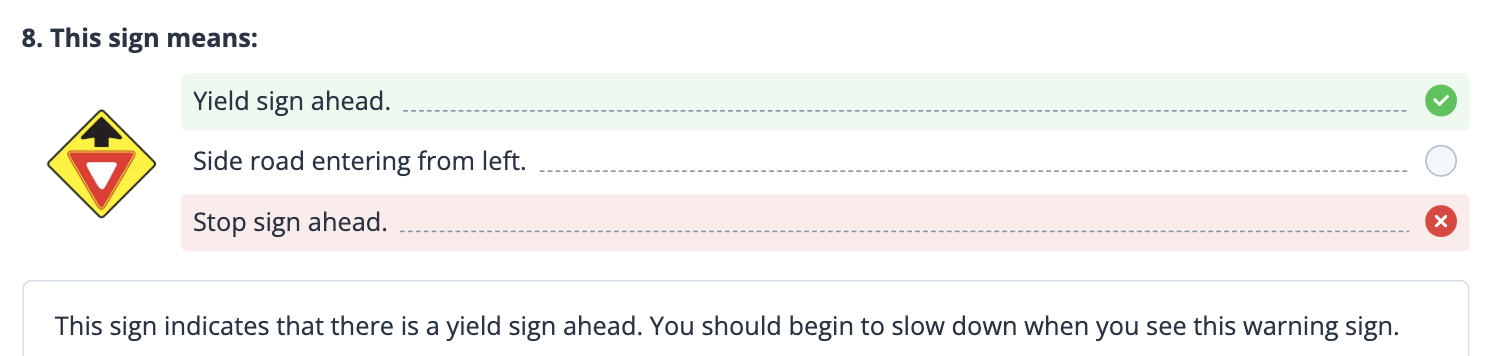 8. This sign means:
Yield sign ahead.
Side road entering from left.
Stop sign ahead.
This sign indicates that there is a yield sign ahead. You should begin to slow down when you see this warning sign.